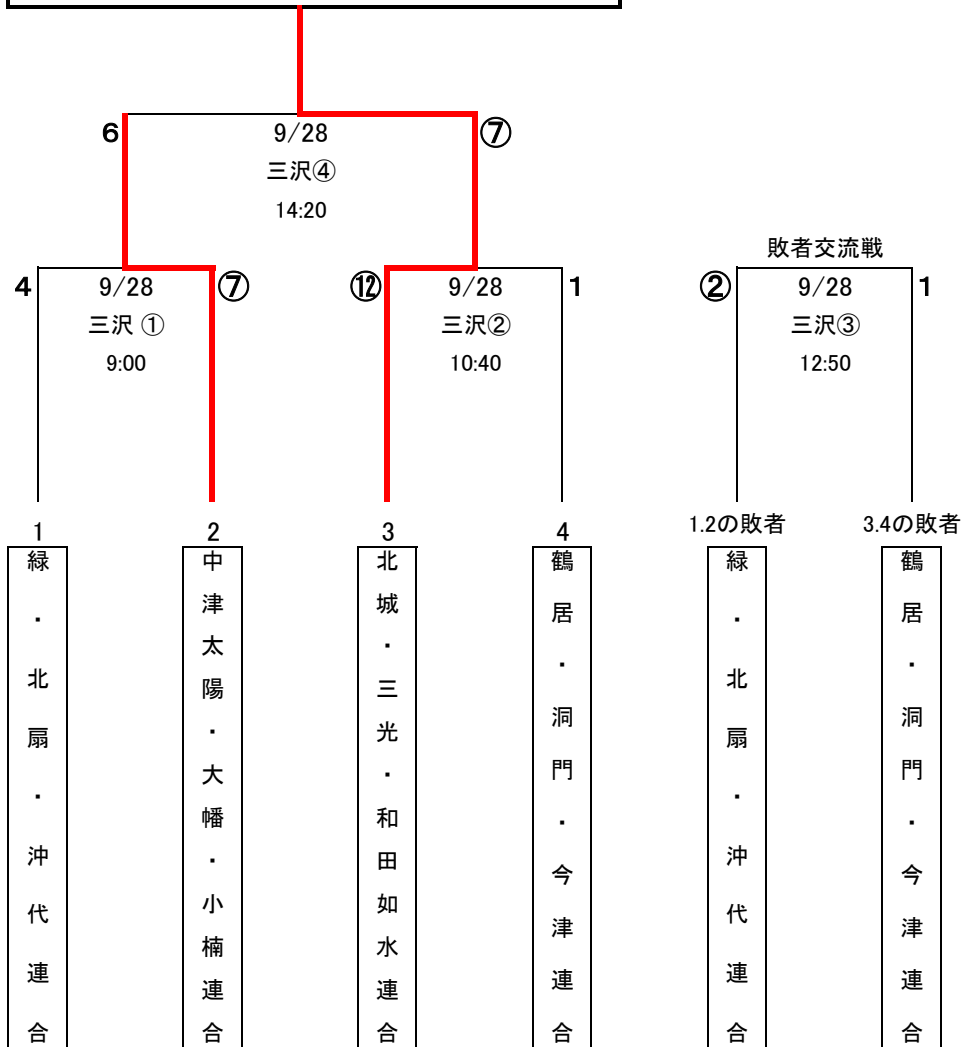 6 9/28 ⑦
三沢④
14:20
敗者交流戦
4 9/28 ⑦
三沢 ①
9:00
⑫ 9/28 1
三沢②
10:40
② 9/28 1
三沢③
12:50
1
緑・北扇・沖代連合
2
中津太陽・大幡・小楠連合
3
北城・三光・和田如水連合
4
鶴居・洞門・今津連合
1.2の敗者
緑・北扇・沖代連合
3.4の敗者
鶴居・洞門・今津連合